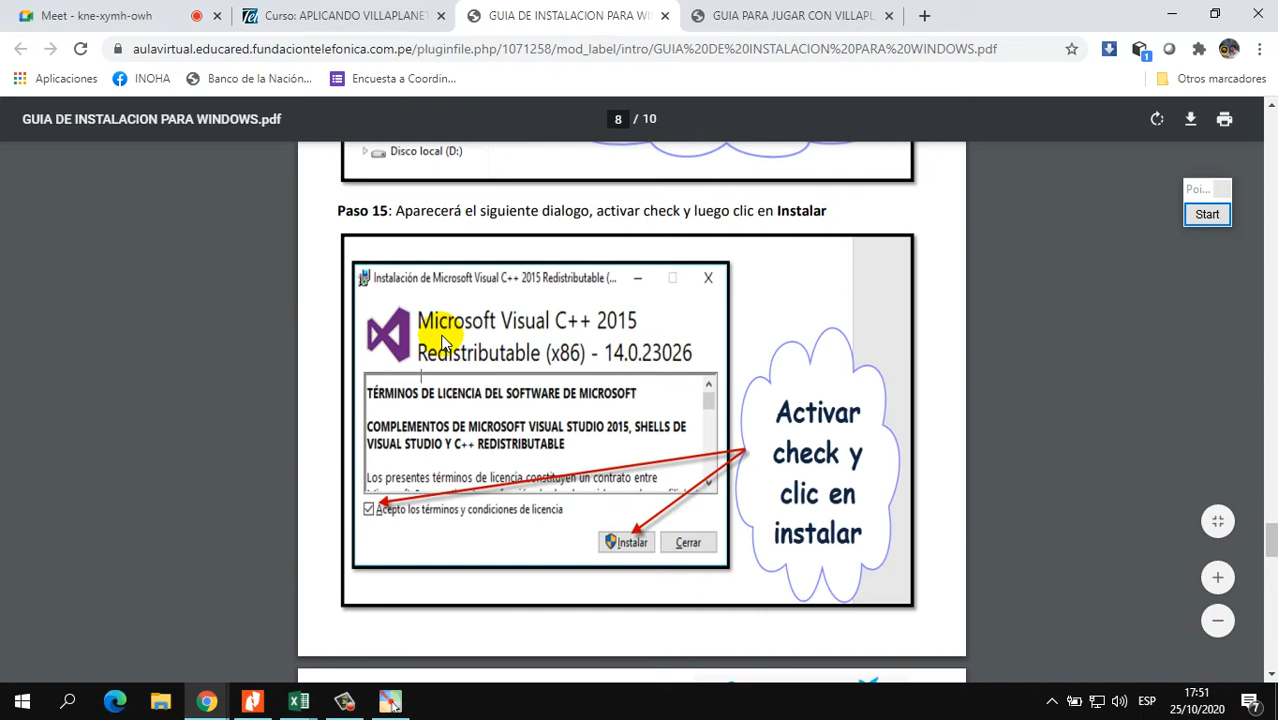 Meet - kne-xymh-owh
Curso: APLICANDO VILLAPLANET
GUIA DE INSTALACION PARA WI
GUIA PARA JUGAR CON VILLAPL
aulavirtual.educared.fundaciontelefonica.com.pe/pluginfile.php/1071258/mod_label/intro/GUIA%20DE%20INSTALACION%20PARA%20WINDOWS.pdf
1
Aplicaciones
INOHA
Banco de la Nación...
Encuesta a Coordin...
Otros marcadores
GUIA DE INSTALACION PARA WINDOWS.pdf
8 / 10
Disco local (D:)
Poi...
Start
Paso 15: Aparecerá el siguiente dialogo, activar check y luego clic en Instalar
Instalación de Microsoft Visual C++ 2015 Redistributable (...
Microsoft Visual C++ 2015
Redistributable (x86) - 14.0.23026
TÉRMINOS DE LICENCIA DEL SOFTWARE DE MICROSOFT
COMPLEMENTOS DE MICROSOFT VISUAL STUDIO 2015, SHELLS DE
VISUAL STUDIO Y C++ REDISTRIBUTABLE
Los presentes términos de licencia constituyen un contrato entre
Acepto los términos y condiciones de licencia
Instalar
Cerrar
Activar
check y
clic en
instalar
ESP
17:51
25/10/2020
7